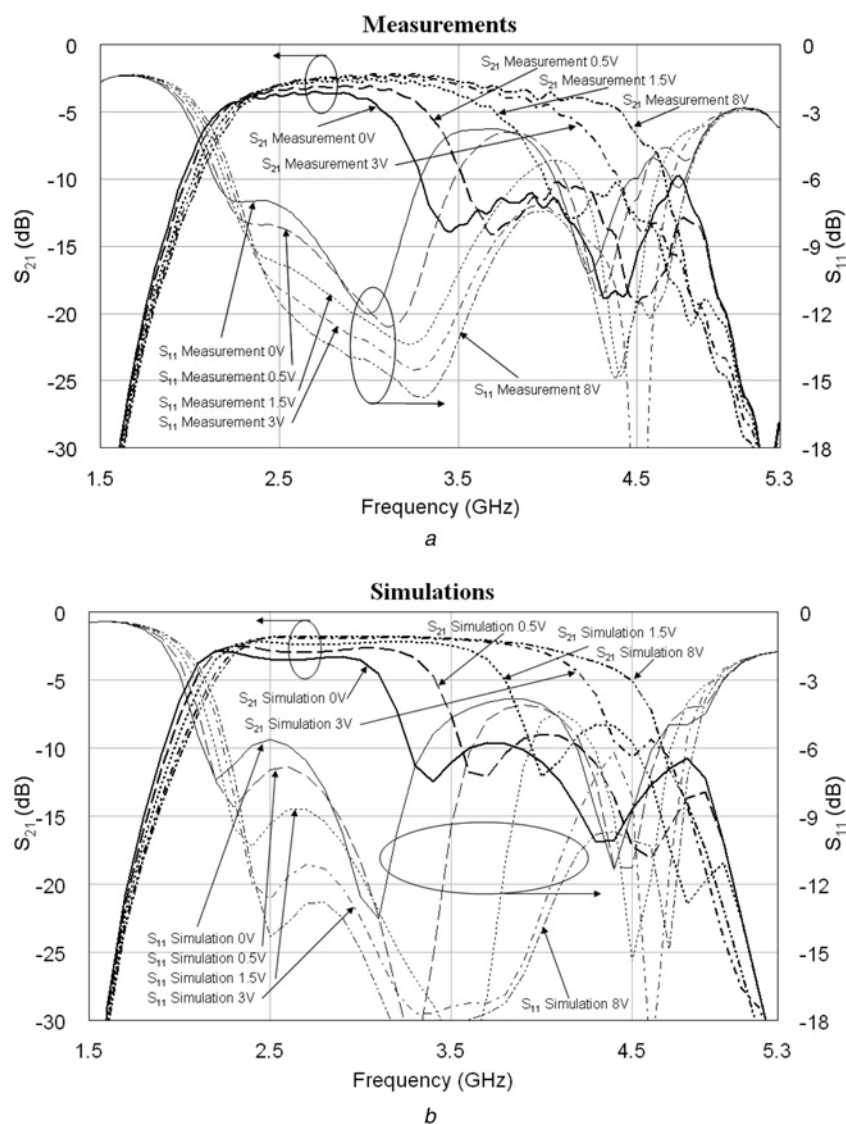 Measurements
0
-5
-10
-15
-20
-25
-30
S21 (dB)
0
-3
-6
-9
-12
-15
-18
S11 (dB)
S21 Measurement 0.5V
S21 Measurement 1.5V
S21 Measurement 8V
S21 Measurement 0V
S21 Measurement 3V
S11 Measurement 0V
S11 Measurement 0.5V
S11 Measurement 1.5V
S11 Measurement 3V
S11 Measurement 8V
1.5 2.5 3.5 4.5 5.3
Frequency (GHz)
a
Simulations
0
-5
-10
-15
-20
-25
-30
S21 (dB)
0
-3
-6
-9
-12
-15
-18
S11 (dB)
S21 Simulation 0.5V
S21 Simulation 1.5V
S21 Simulation 8V
S21 Simulation 0V
S21 Simulation 3V
S11 Simulation 0V
S11 Simulation 0.5V
S11 Simulation 1.5V
S11 Simulation 3V
S11 Simulation 8V
1.5 2.5 3.5 4.5 5.3
Frequency (GHz)
b